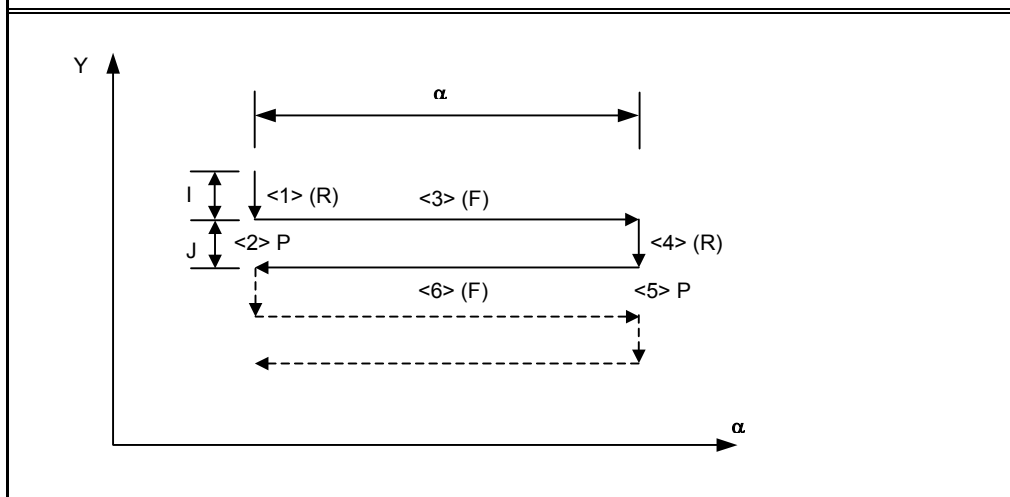 Y
α
I
<1> (R)
<3> (F)
J
<2> P
<4> (R)
<6> (F)
<5> P
α